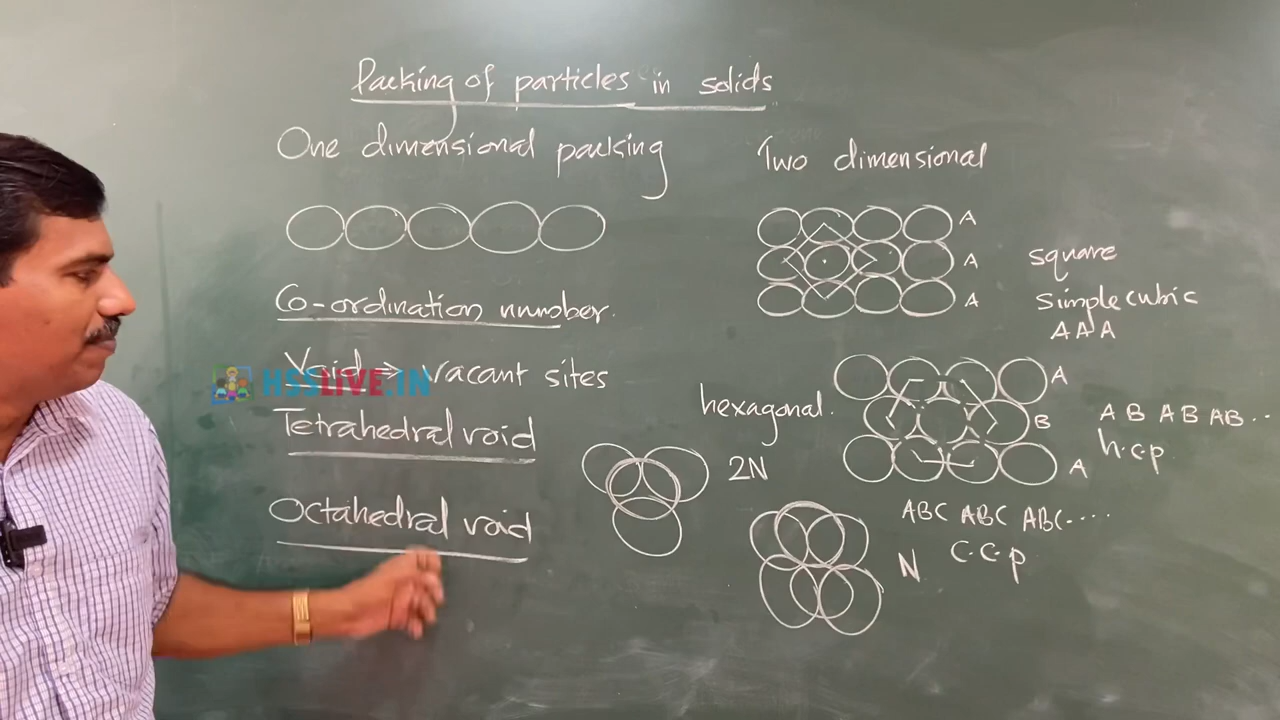 Packing of particles in solids
One dimensional packing
Co-ordination number.
Void ⇒ vacant sites
HSSLIVE.IN
Tetrahedral void
2N
Octahedral void
N
Two dimensional
A
A
A
square
simple cubic
A A A
hexagonal.
A
B
A
A B A B A B ...
h.c.p.
ABC ABC ABC....
C.C.p